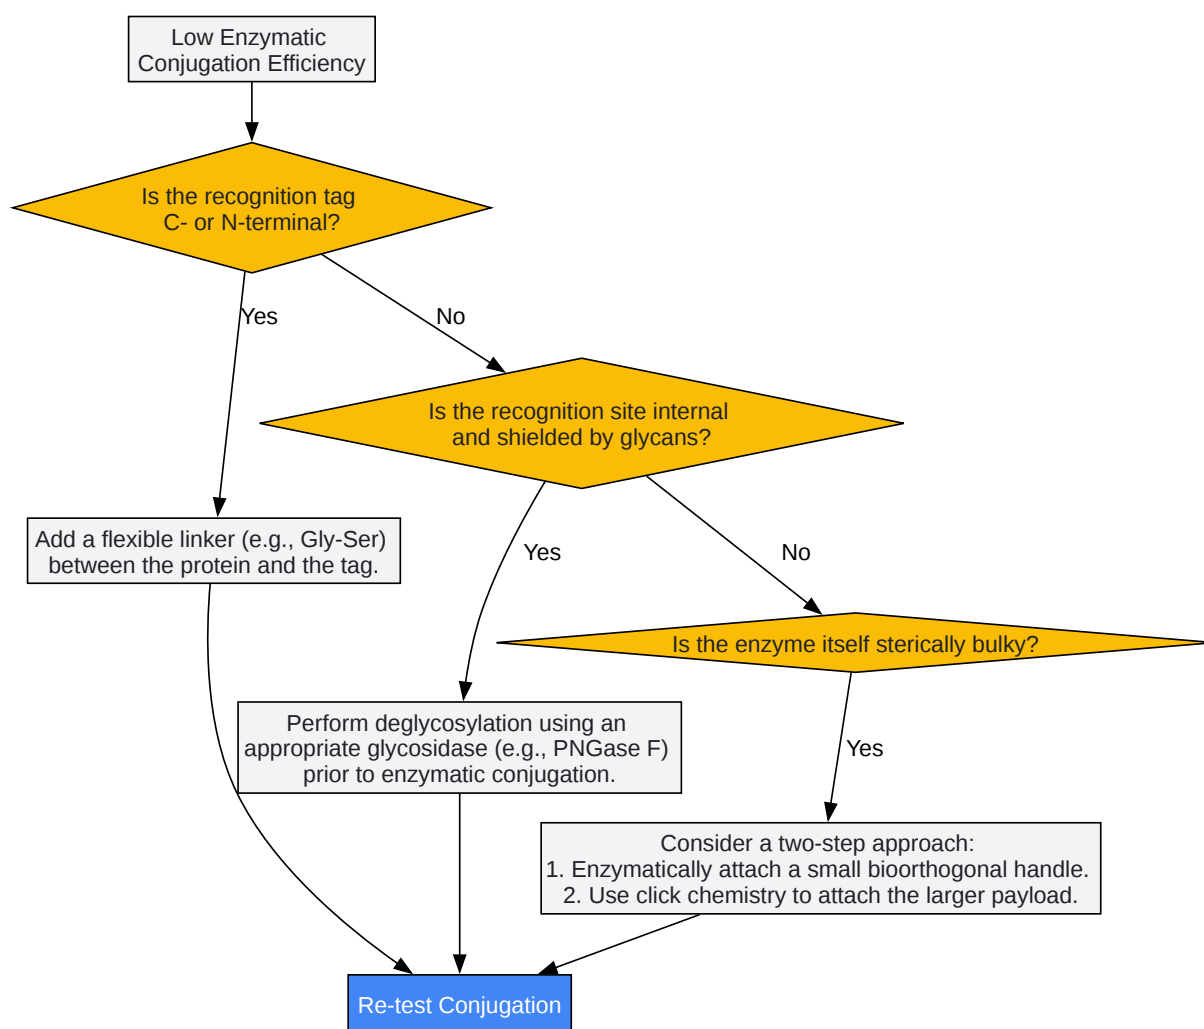 Low Enzymatic
Conjugation Efficiency
Is the recognition tag
C- or N-terminal?
Yes
No
Is the recognition site internal
and shielded by glycans?
Add a flexible linker (e.g., Gly-Ser)
between the protein and the tag.
Yes
No
Is the enzyme itself sterically bulky?
Perform deglycosylation using an
appropriate glycosidase (e.g., PNGase F)
prior to enzymatic conjugation.
Yes
Consider a two-step approach:
1. Enzymatically attach a small bioorthogonal handle.
2. Use click chemistry to attach the larger payload.
Re-test Conjugation